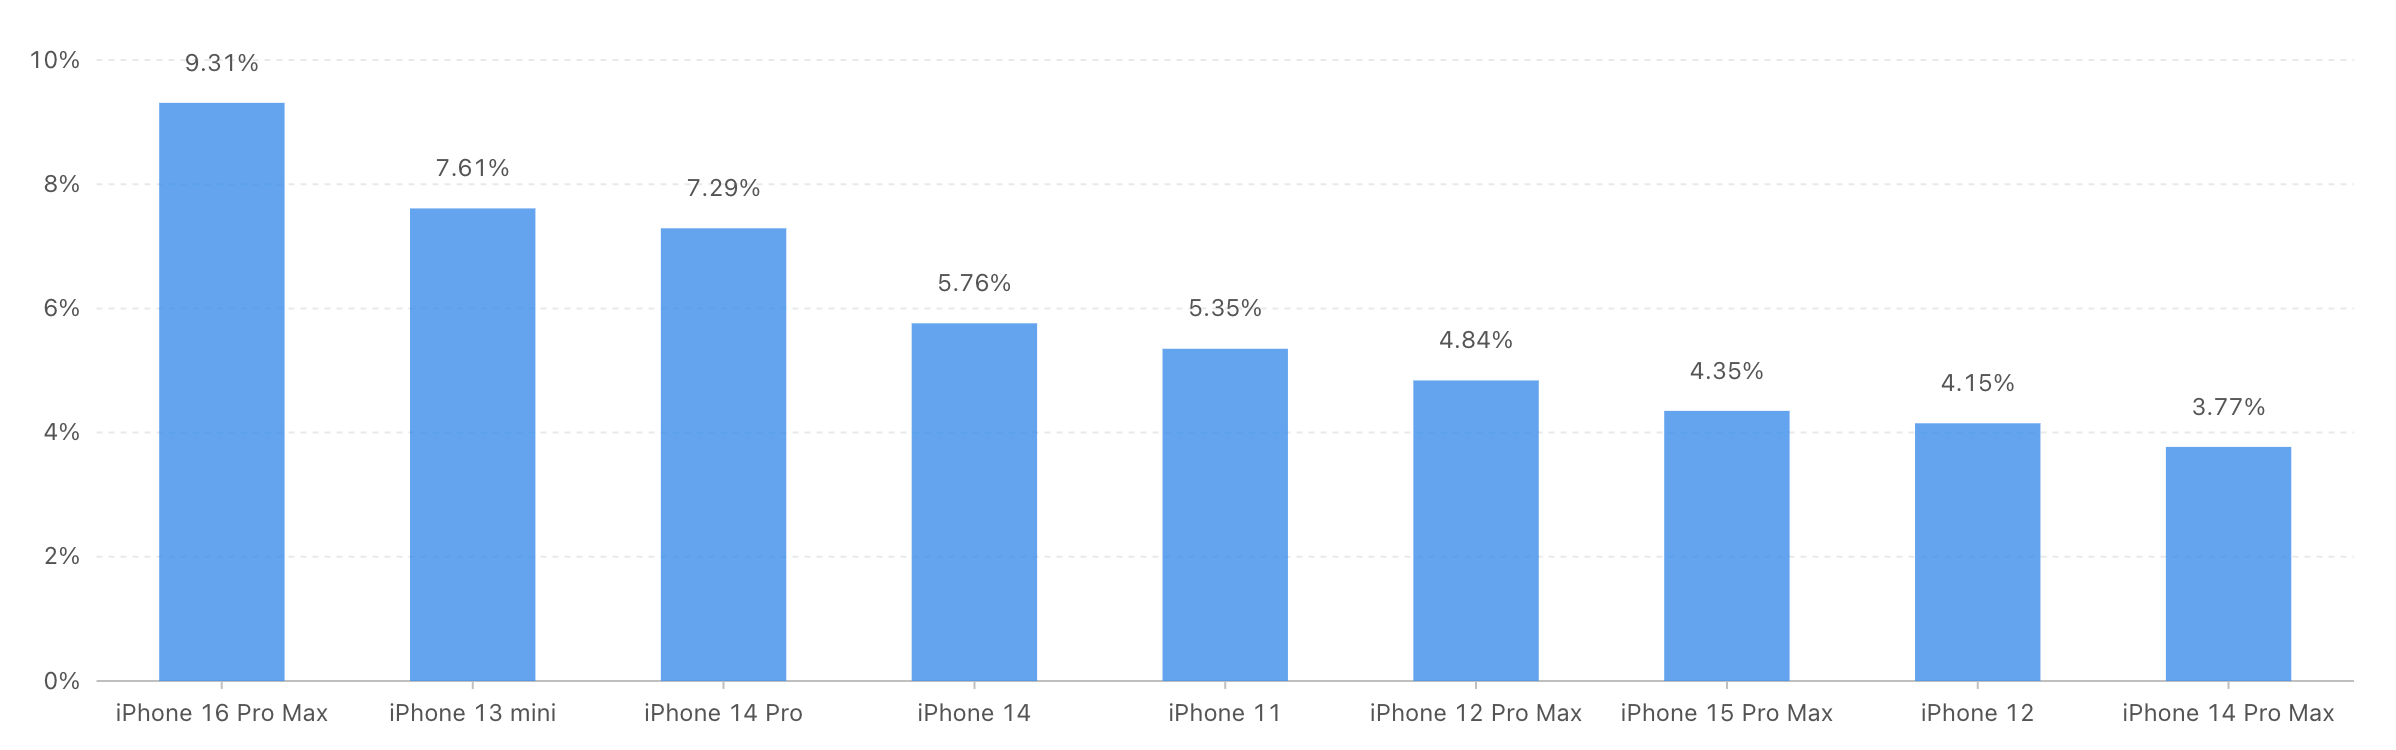 10%
8%
6%
4%
2%
0%
9.31%
7.61%
7.29%
5.76%
5.35%
4.84%
4.35%
4.15%
3.77%
iPhone 16 Pro Max
iPhone 13 mini
iPhone 14 Pro
iPhone 14
iPhone 11
iPhone 12 Pro Max
iPhone 15 Pro Max
iPhone 12
iPhone 14 Pro Max